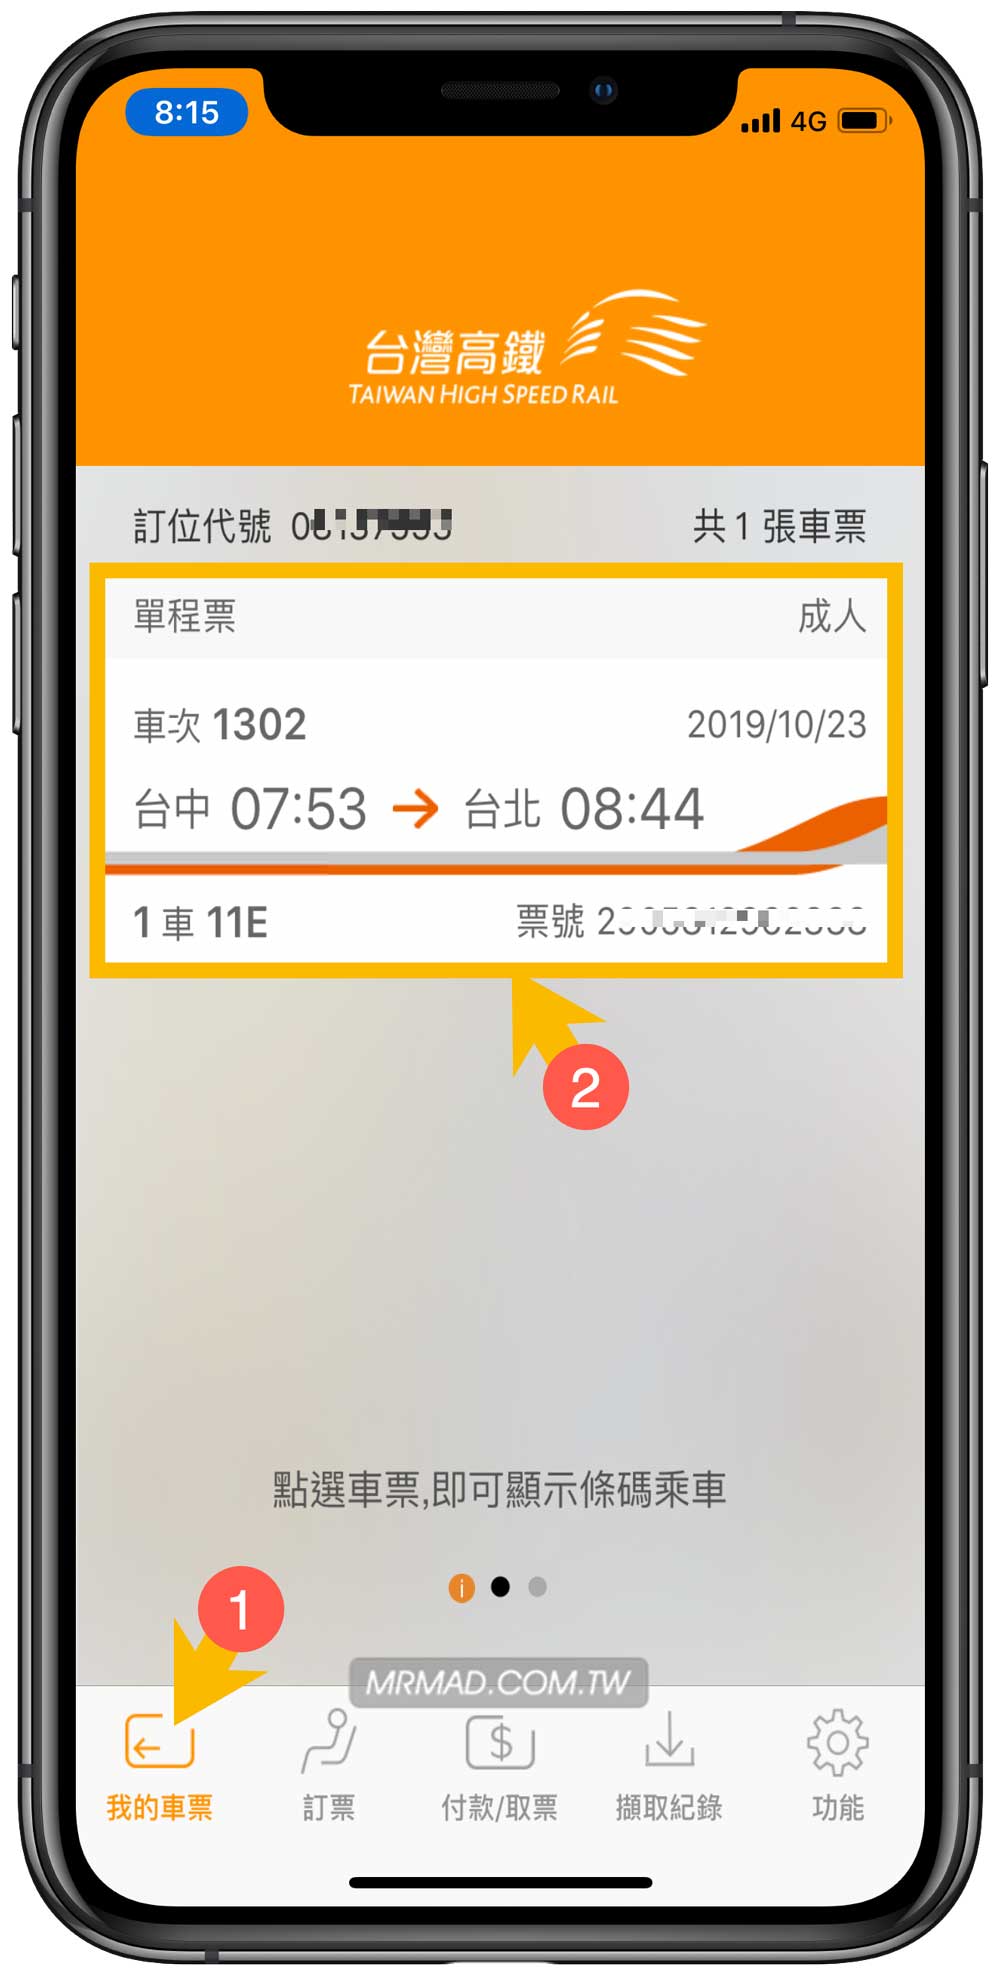 8:15
4G
台灣高鐵
TAIWAN HIGH SPEED RAIL
訂位代號
共 1 張車票
單程票 成人
車次 1302 2019/10/23
台中 07:53 → 台北 08:44
1 車 11E 票號
2
點選車票,即可顯示條碼乘車
i
1
MRMAD.COM.TW
$
我的車票 訂票 付款/取票 擷取紀錄 功能